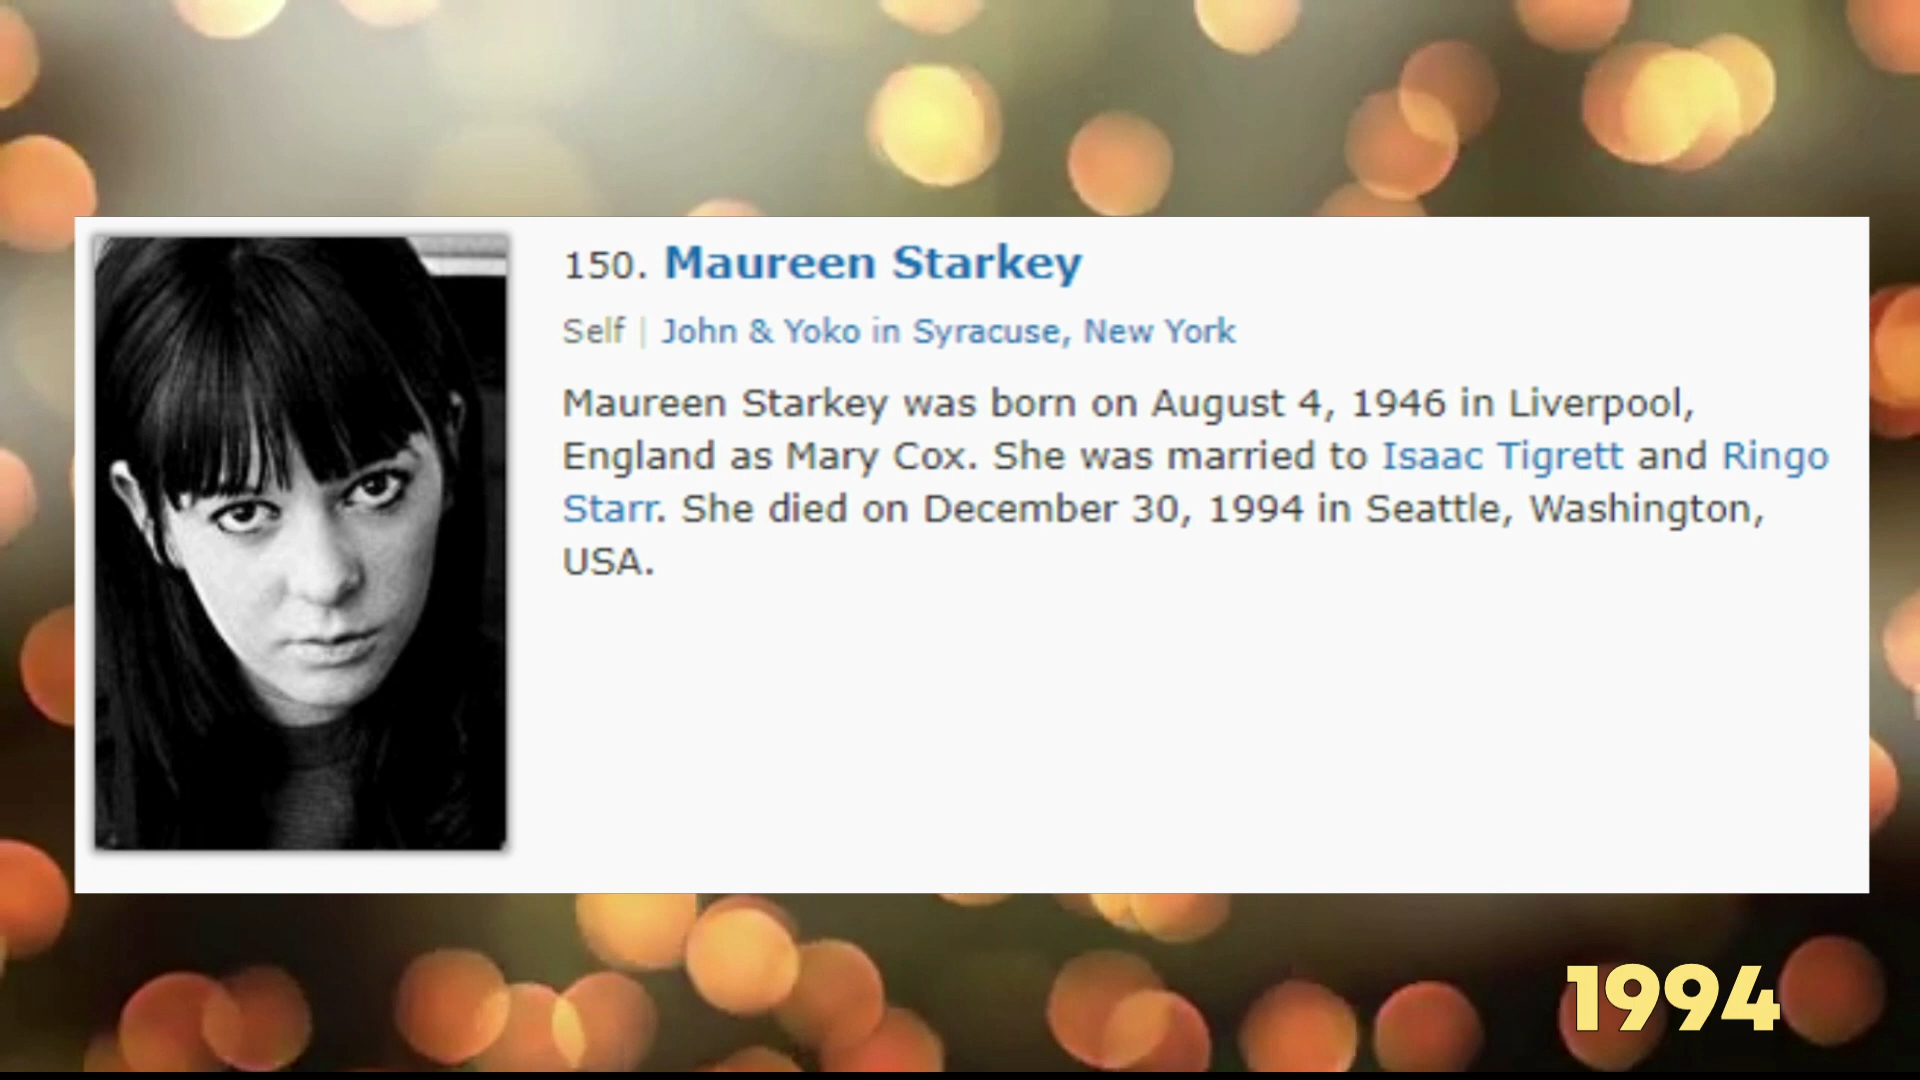 150. Maureen Starkey
Self | John & Yoko in Syracuse, New York
Maureen Starkey was born on August 4, 1946 in Liverpool,
England as Mary Cox. She was married to Isaac Tigrett and Ringo
Starr. She died on December 30, 1994 in Seattle, Washington,
USA.
1994